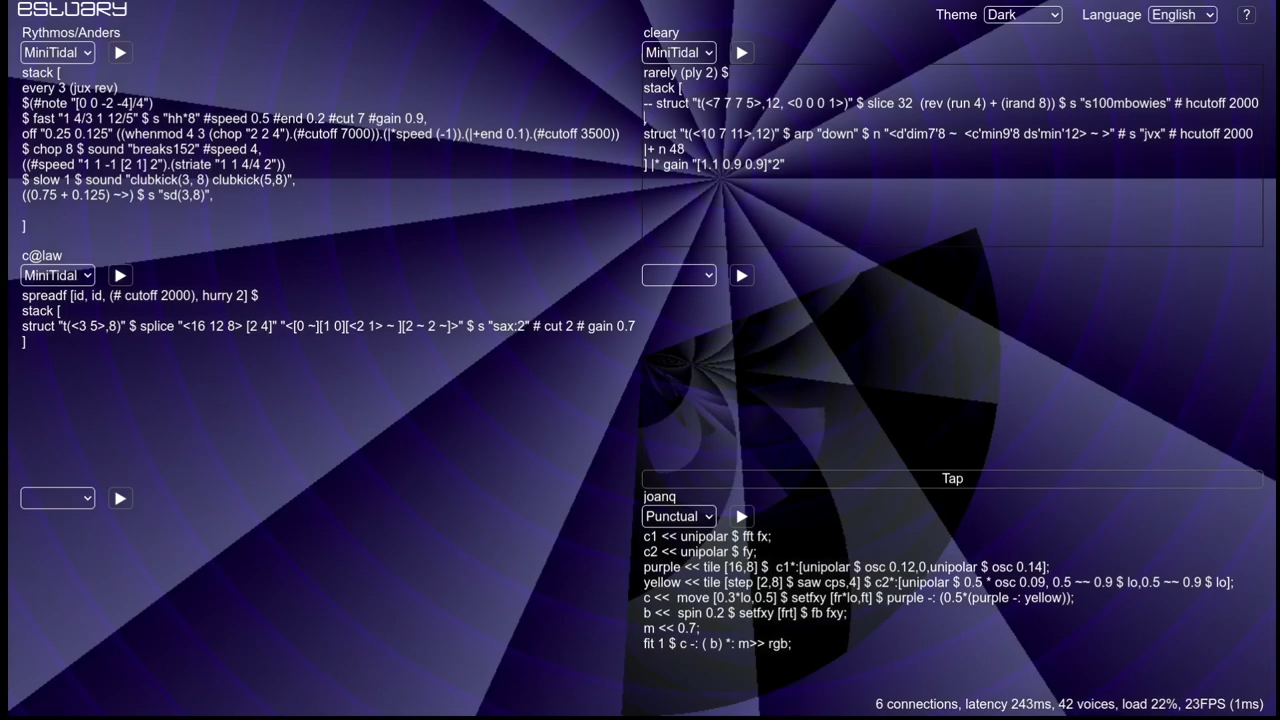 estuary
Theme Dark Language English ?
Rythmos/Anders
MiniTidal
stack [
every 3 (jux rev)
$(#note "[0 0 -2 -4]/4")
$ fast "1 4/3 1 12/5" $ s "hh*8" #speed 0.5 #end 0.2 #cut 7 #gain 0.9,
off "0.25 0.125" ((whenmod 4 3 (chop "2 2 4").(#cutoff 7000)).(|*speed (-1)).(|+end 0.1).(#cutoff 3500))
$ chop 8 $ sound "breaks152" #speed 4,
((#speed "1 1 -1 [2 1] 2").(striate "1 1 4/4 2"))
$ slow 1 $ sound "clubkick(3, 8) clubkick(5,8)",
((0.75 + 0.125) ~>) $ s "sd(3,8)",
]
cleary
MiniTidal
rarely (ply 2) $
stack [
-- struct "t(<7 7 7 5>,12, <0 0 0 1>)" $ slice 32  (rev (run 4) + (irand 8)) $ s "s100mbowies" # hcutoff 2000
,
struct "t(<10 7 11>,12)" $ arp "down" $ n "<d'dim7'8 ~  <c'min9'8 ds'min'12> ~ >" # s "jvx" # hcutoff 2000
|+ n 48
] |* gain "[1.1 0.9 0.9]*2"
c@law
MiniTidal
spreadf [id, id, (# cutoff 2000), hurry 2] $
stack [
struct "t(<3 5>,8)" $ splice "<16 12 8> [2 4]" "<[0 ~][1 0][<2 1> ~ ][2 ~ 2 ~]>" $ s "sax:2" # cut 2 # gain 0.7
]
Tap
joanq
Punctual
c1 << unipolar $ fft fx;
c2 << unipolar $ fy;
purple << tile [16,8] $  c1*:[unipolar $ osc 0.12,0,unipolar $ osc 0.14];
yellow << tile [step [2,8] $ saw cps,4] $ c2*:[unipolar $ 0.5 * osc 0.09, 0.5 ~~ 0.9 $ lo,0.5 ~~ 0.9 $ lo];
c <<  move [0.3*lo,0.5] $ setfxy [fr*lo,ft] $ purple -: (0.5*(purple -: yellow));
b <<  spin 0.2 $ setfxy [frt] $ fb fxy;
m << 0.7;
fit 1 $ c -: ( b) *: m>> rgb;
6 connections, latency 243ms, 42 voices, load 22%, 23FPS (1ms)